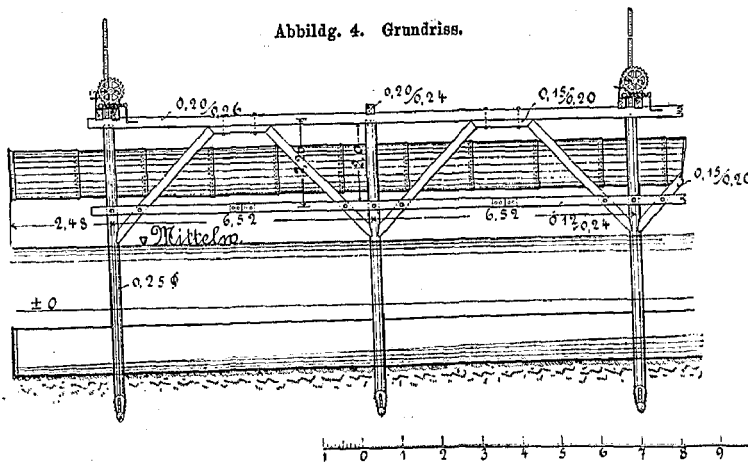 Abbildg. 4. Grundriss.
0,20/0,26
0,20/0,24
0,15/0,20
0,15/0,20
2,48
6,52
6,52
0,12
0,24
Mittelw.
0,25 ϕ
± 0
1 0 1 2 3 4 5 6 7 8 9